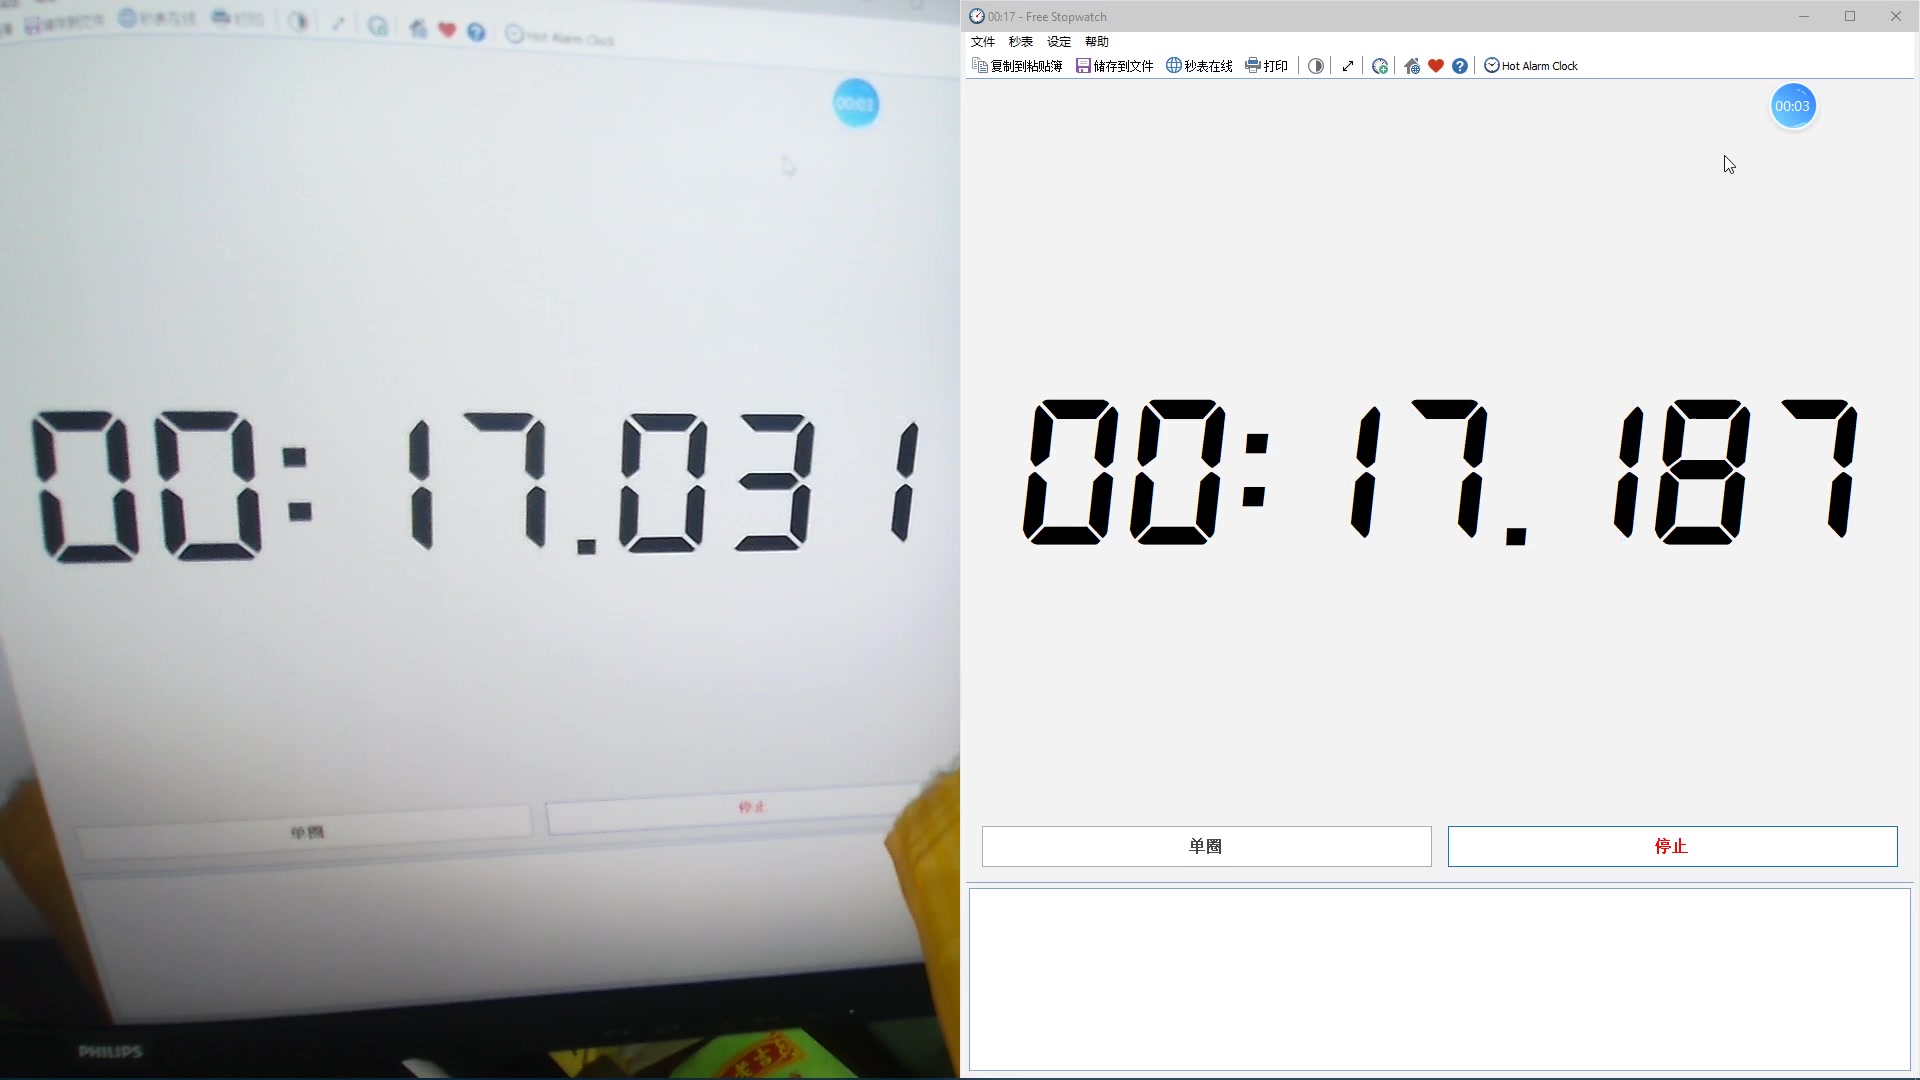 储存到文件 秒表在线 打印 Hot Alarm Clock
00:03
00:17.031
单圈 停止
PHILIPS
00:17 - Free Stopwatch
文件 秒表 设定 帮助
复制到粘贴簿 储存到文件 秒表在线 打印 Hot Alarm Clock
00:03
00:17.187
单圈 停止